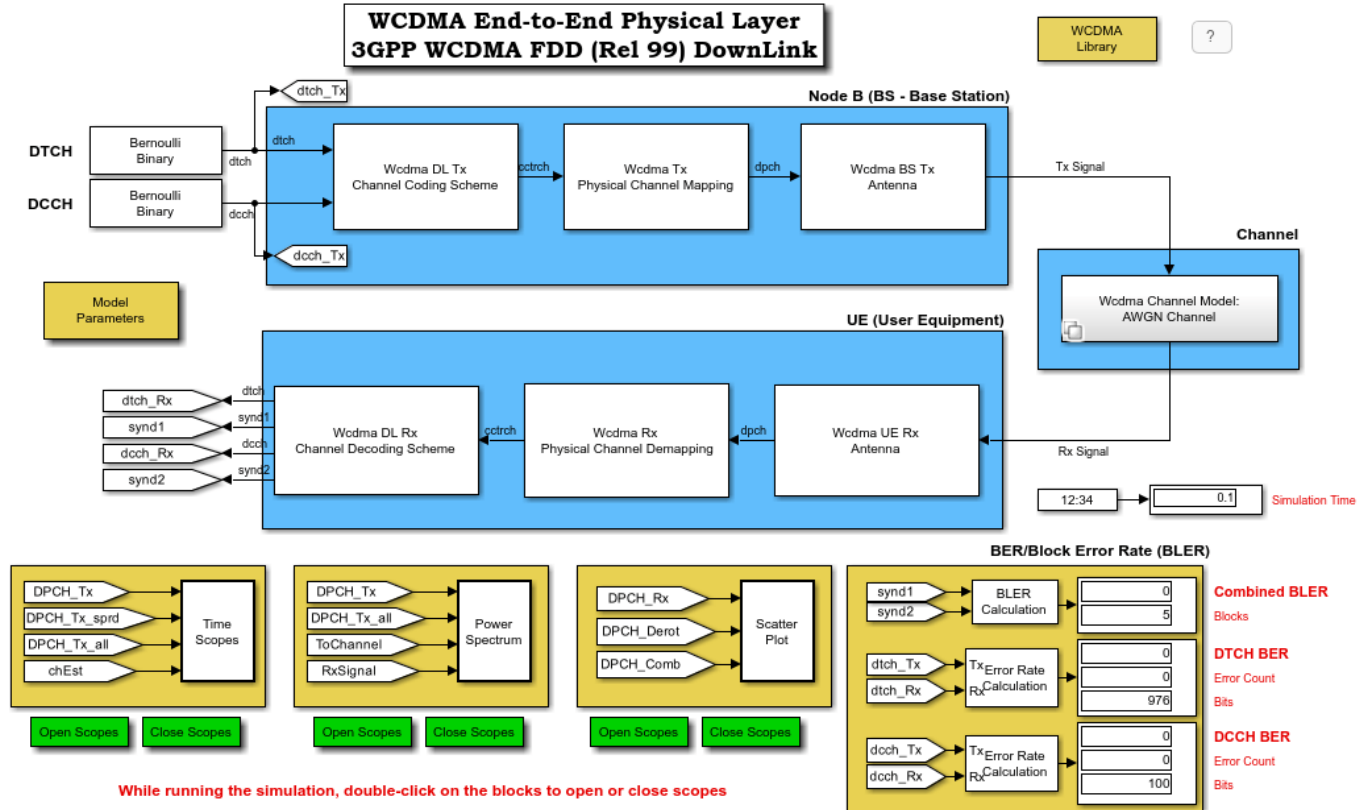 WCDMA End-to-End Physical Layer
3GPP WCDMA FDD (Rel 99) DownLink
WCDMA
Library
?
dtch_Tx
Node B (BS - Base Station)
DTCH
Bernoulli
Binary
dtch
dtch
Wcdma DL Tx
Channel Coding Scheme
cctrch
Wcdma Tx
Physical Channel Mapping
dpch
Wcdma BS Tx
Antenna
Tx Signal
DCCH
Bernoulli
Binary
dcch
dcch_Tx
Channel
Wcdma Channel Model:
AWGN Channel
Model
Parameters
UE (User Equipment)
dtch_Rx
synd1
dcch_Rx
synd2
dtch
synd1
dcch
synd2
Wcdma DL Rx
Channel Decoding Scheme
cctrch
Wcdma Rx
Physical Channel Demapping
dpch
Wcdma UE Rx
Antenna
Rx Signal
12:34
0.1
Simulation Time
BER/Block Error Rate (BLER)
DPCH_Tx
DPCH_Tx_sprd
DPCH_Tx_all
chEst
Time
Scopes
Open Scopes
Close Scopes
DPCH_Tx
DPCH_Tx_all
ToChannel
RxSignal
Power
Spectrum
Open Scopes
Close Scopes
DPCH_Rx
DPCH_Derot
DPCH_Comb
Scatter
Plot
Open Scopes
Close Scopes
synd1
synd2
BLER
Calculation
0
5
Combined BLER
Blocks
dtch_Tx
dtch_Rx
Tx
Rx
Error Rate
Calculation
0
0
976
DTCH BER
Error Count
Bits
dcch_Tx
dcch_Rx
Tx
Rx
Error Rate
Calculation
0
0
100
DCCH BER
Error Count
Bits
While running the simulation, double-click on the blocks to open or close scopes